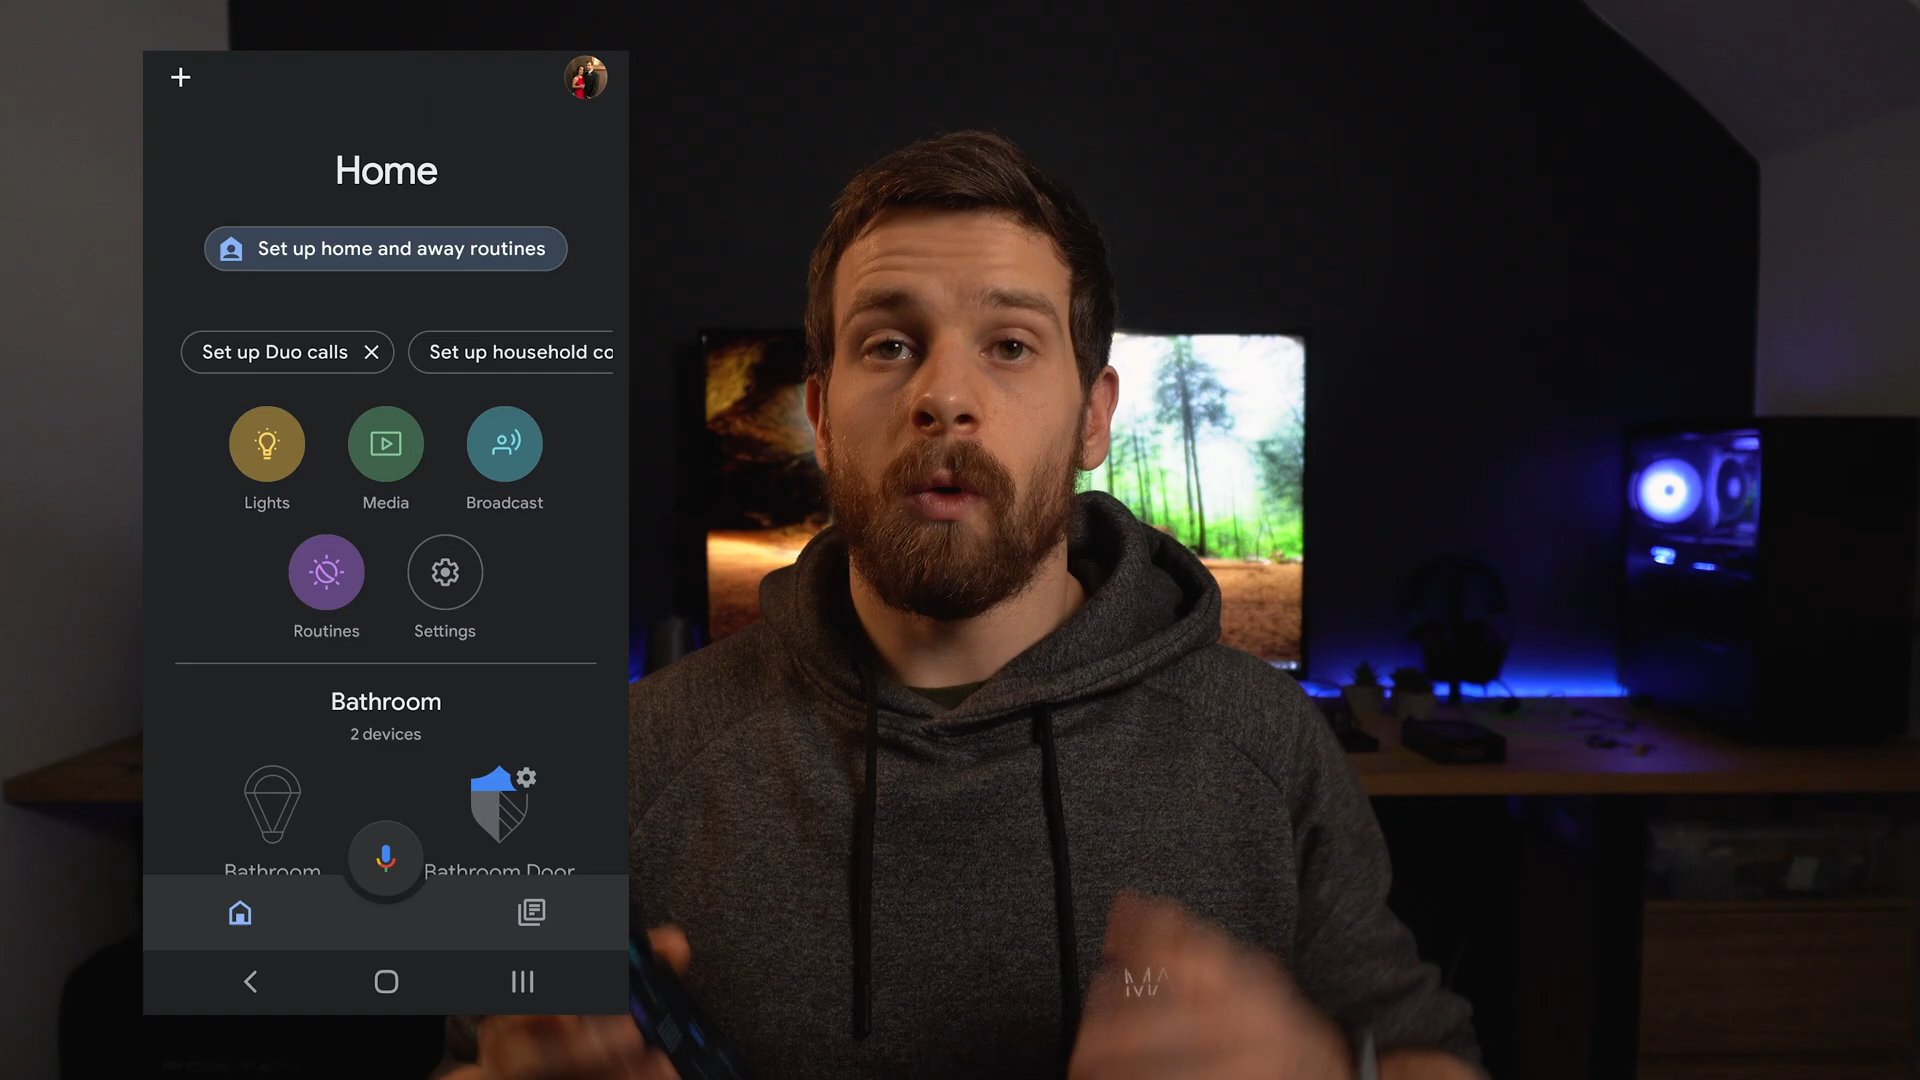 Home
Set up home and away routines
Set up Duo calls
Set up household co
Lights
Media
Broadcast
Routines
Settings
Bathroom
2 devices
Bathroom
Bathroom Door
MA